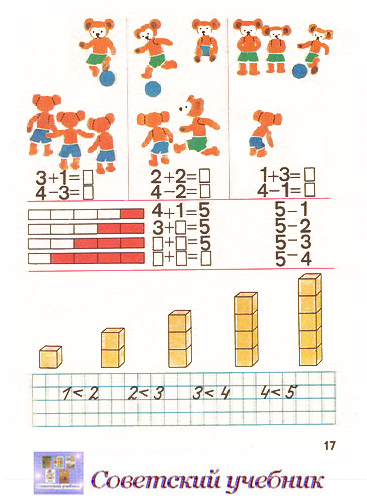 3+1=□ 2+2=□ 1+3=□
4-3=□ 4-2=□ 4-1=□
4+1=5 5-1
3+□=5 5-2
□+□=5 5-3
□+□=□ 5-4
1<2 2<3 3<4 4<5
17
Советский учебник